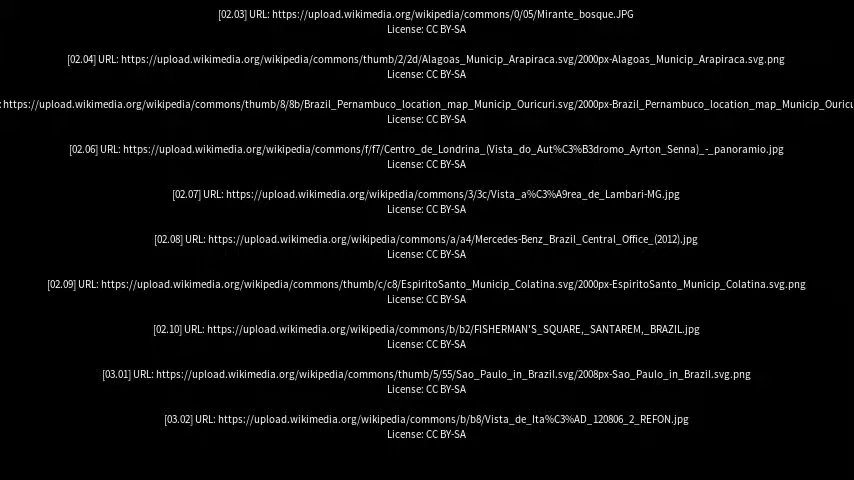 [02.03] URL: https://upload.wikimedia.org/wikipedia/commons/0/05/Mirante_bosque.JPG
License: CC BY-SA
[02.04] URL: https://upload.wikimedia.org/wikipedia/commons/thumb/2/2d/Alagoas_Municip_Arapiraca.svg/2000px-Alagoas_Municip_Arapiraca.svg.png
License: CC BY-SA
: https://upload.wikimedia.org/wikipedia/commons/thumb/8/8b/Brazil_Pernambuco_location_map_Municip_Ouricuri.svg/2000px-Brazil_Pernambuco_location_map_Municip_Ouricu
License: CC BY-SA
[02.06] URL: https://upload.wikimedia.org/wikipedia/commons/f/f7/Centro_de_Londrina_(Vista_do_Aut%C3%B3dromo_Ayrton_Senna)_-_panoramio.jpg
License: CC BY-SA
[02.07] URL: https://upload.wikimedia.org/wikipedia/commons/3/3c/Vista_a%C3%A9rea_de_Lambari-MG.jpg
License: CC BY-SA
[02.08] URL: https://upload.wikimedia.org/wikipedia/commons/a/a4/Mercedes-Benz_Brazil_Central_Office_(2012).jpg
License: CC BY-SA
[02.09] URL: https://upload.wikimedia.org/wikipedia/commons/thumb/c/c8/EspiritoSanto_Municip_Colatina.svg/2000px-EspiritoSanto_Municip_Colatina.svg.png
License: CC BY-SA
[02.10] URL: https://upload.wikimedia.org/wikipedia/commons/b/b2/FISHERMAN'S_SQUARE,_SANTAREM,_BRAZIL.jpg
License: CC BY-SA
[03.01] URL: https://upload.wikimedia.org/wikipedia/commons/thumb/5/55/Sao_Paulo_in_Brazil.svg/2008px-Sao_Paulo_in_Brazil.svg.png
License: CC BY-SA
[03.02] URL: https://upload.wikimedia.org/wikipedia/commons/b/b8/Vista_de_Ita%C3%AD_120806_2_REFON.jpg
License: CC BY-SA